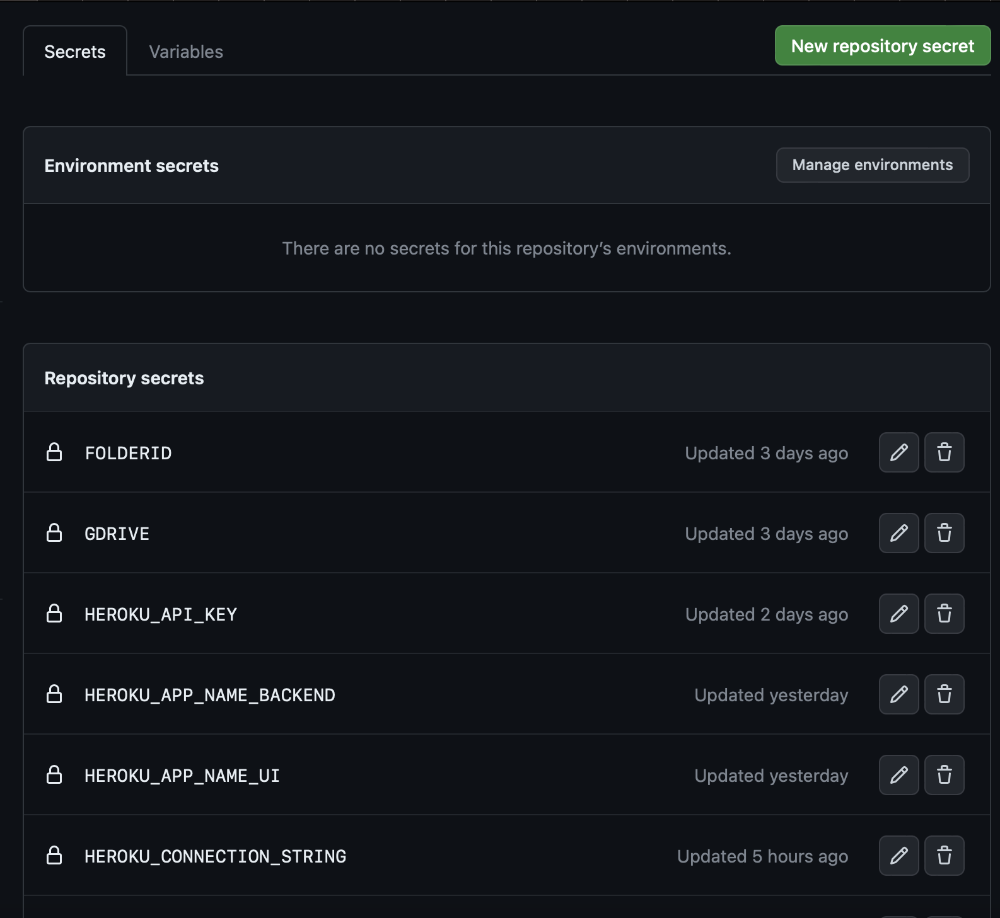 Secrets
Variables
New repository secret
Environment secrets
Manage environments
There are no secrets for this repository’s environments.
Repository secrets
FOLDERID
Updated 3 days ago
GDRIVE
Updated 3 days ago
HEROKU_API_KEY
Updated 2 days ago
HEROKU_APP_NAME_BACKEND
Updated yesterday
HEROKU_APP_NAME_UI
Updated yesterday
HEROKU_CONNECTION_STRING
Updated 5 hours ago